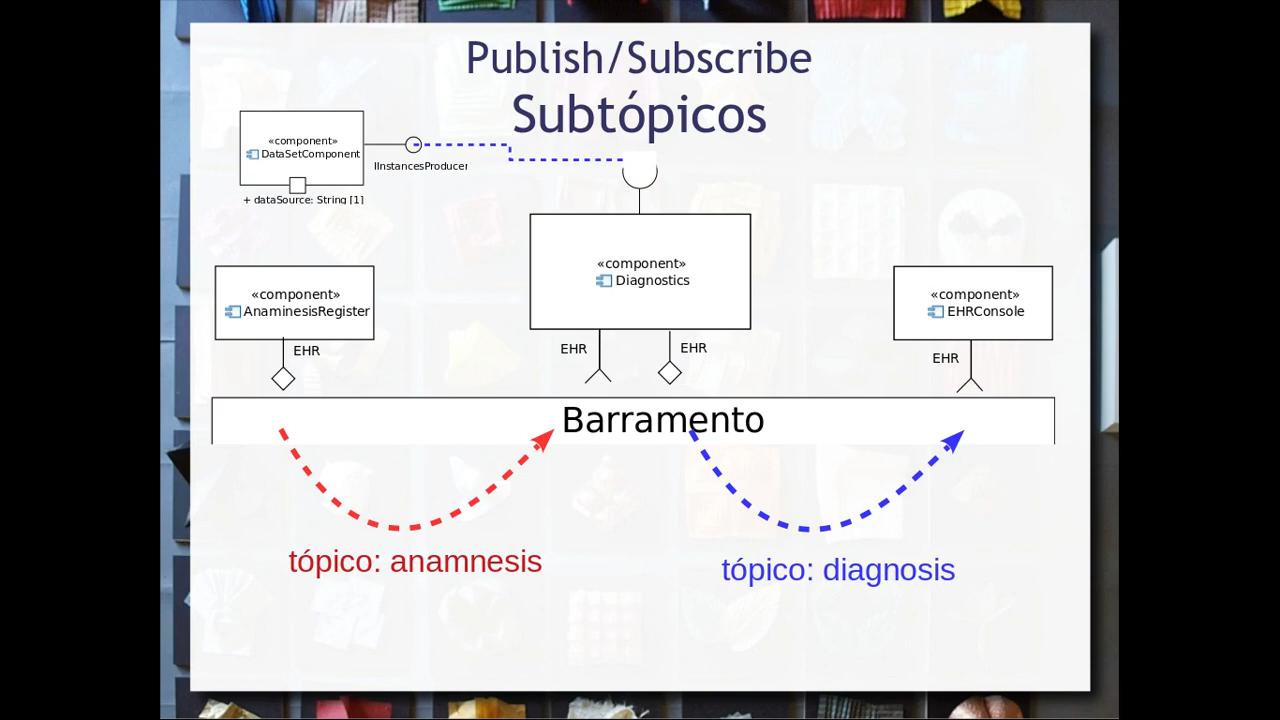 Publish/Subscribe
Subtópicos
«component»
DataSetComponent
IInstancesProducer
+ dataSource: String [1]
«component»
Diagnostics
«component»
AnaminesisRegister
«component»
EHRConsole
EHR
EHR
EHR
EHR
Barramento
tópico: anamnesis
tópico: diagnosis